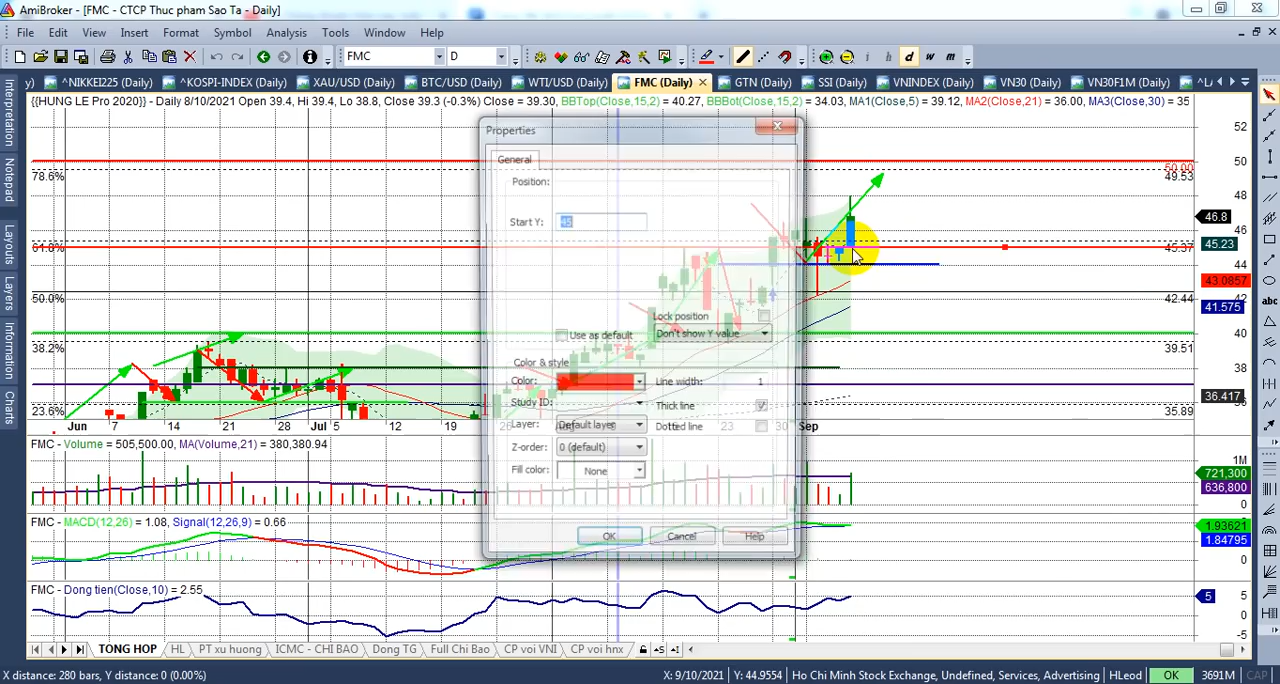 AmiBroker - [FMC - CTCP Thuc pham Sao Ta - Daily]
File Edit View Insert Format Symbol Analysis Tools Window Help
FMC D i h d w m
y) ^NIKKEI225 (Daily) ^KOSPI-INDEX (Daily) XAU/USD (Daily) BTC/USD (Daily) WTI/USD (Daily) FMC (Daily) GTN (Daily) SSI (Daily) VNINDEX (Daily) VN30 (Daily) VN30F1M (Daily)
{{HUNG LE Pro 2020}} - Daily 8/10/2021 Open 39.4, Hi 39.4, Lo 38.8, Close 39.3 (-0.3%) Close = 39.30, BBTop(Close,15,2) = 40.27, BBBot(Close,15,2) = 34.03, MA1(Close,5) = 39.12, MA2(Close,21) = 36.00, MA3(Close,30) = 35
Interpretation
Notepad
Layouts
Layers
Information
Charts
78.6%
61.8%
50.0%
38.2%
23.6%
50.00
49.53
45.37
42.44
39.51
35.89
52
50
48
46
44
42
40
38
46.8
45.23
43.0857
41.575
36.417
Properties
General
Position:
Start Y: 45
Lock position
Use as default
Don't show Y value
Color & style
Color:
Line width: 1
Study ID:
Thick line
Layer: Default layer
Dotted line
Z-order: 0 (default)
Fill color: None
OK Cancel Help
Jun 7 14 21 28 Jul 5 12 19 26 23 30 Sep
FMC - Volume = 505,500.00, MA(Volume,21) = 380,380.94
1M
721,300
636,800
0
FMC - MACD(12,26) = 1.08, Signal(12,26,9) = 0.66
1.93621
1.84795
0
FMC - Dong tien(Close,10) = 2.55
5
5
0
-5
TONG HOP HL PT xu huong ICMC - CHI BAO Dong TG Full Chi Bao CP voi VNI CP voi hnx
X distance: 280 bars, Y distance: 0 (0.00%) X: 9/10/2021 Y: 44.9554 Ho Chi Minh Stock Exchange, Undefined, Services, Advertising HLeod OK 3691M CAP
abc